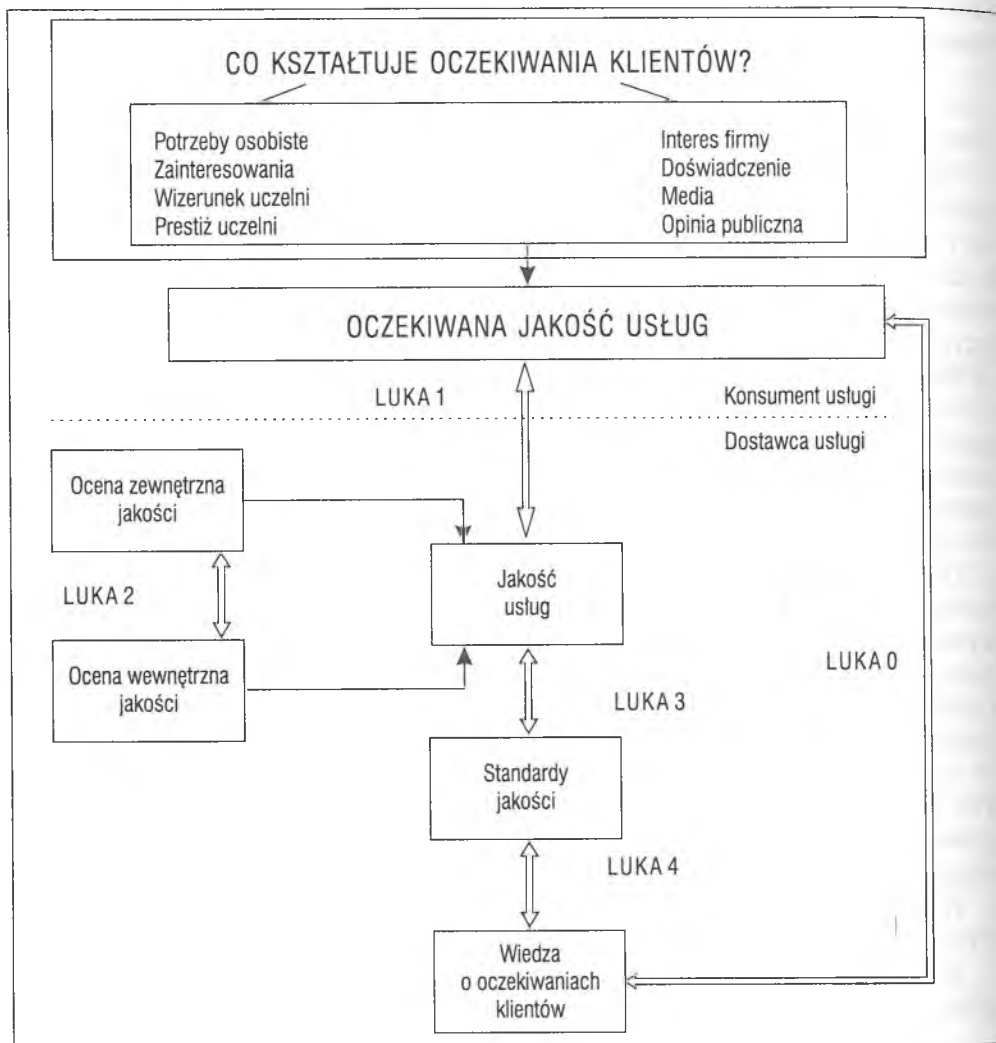 CO KSZTAŁTUJE OCZEKIWANIA KLIENTÓW?
Potrzeby osobiste
Zainteresowania
Wizerunek uczelni
Prestiż uczelni
Interes firmy
Doświadczenie
Media
Opinia publiczna
OCZEKIWANA JAKOŚĆ USŁUG
LUKA 1
Konsument usługi
Dostawca usługi
Ocena zewnętrzna
jakości
LUKA 2
Ocena wewnętrzna
jakości
Jakość
usług
LUKA 0
LUKA 3
Standardy
jakości
LUKA 4
Wiedza
o oczekiwaniach
klientów